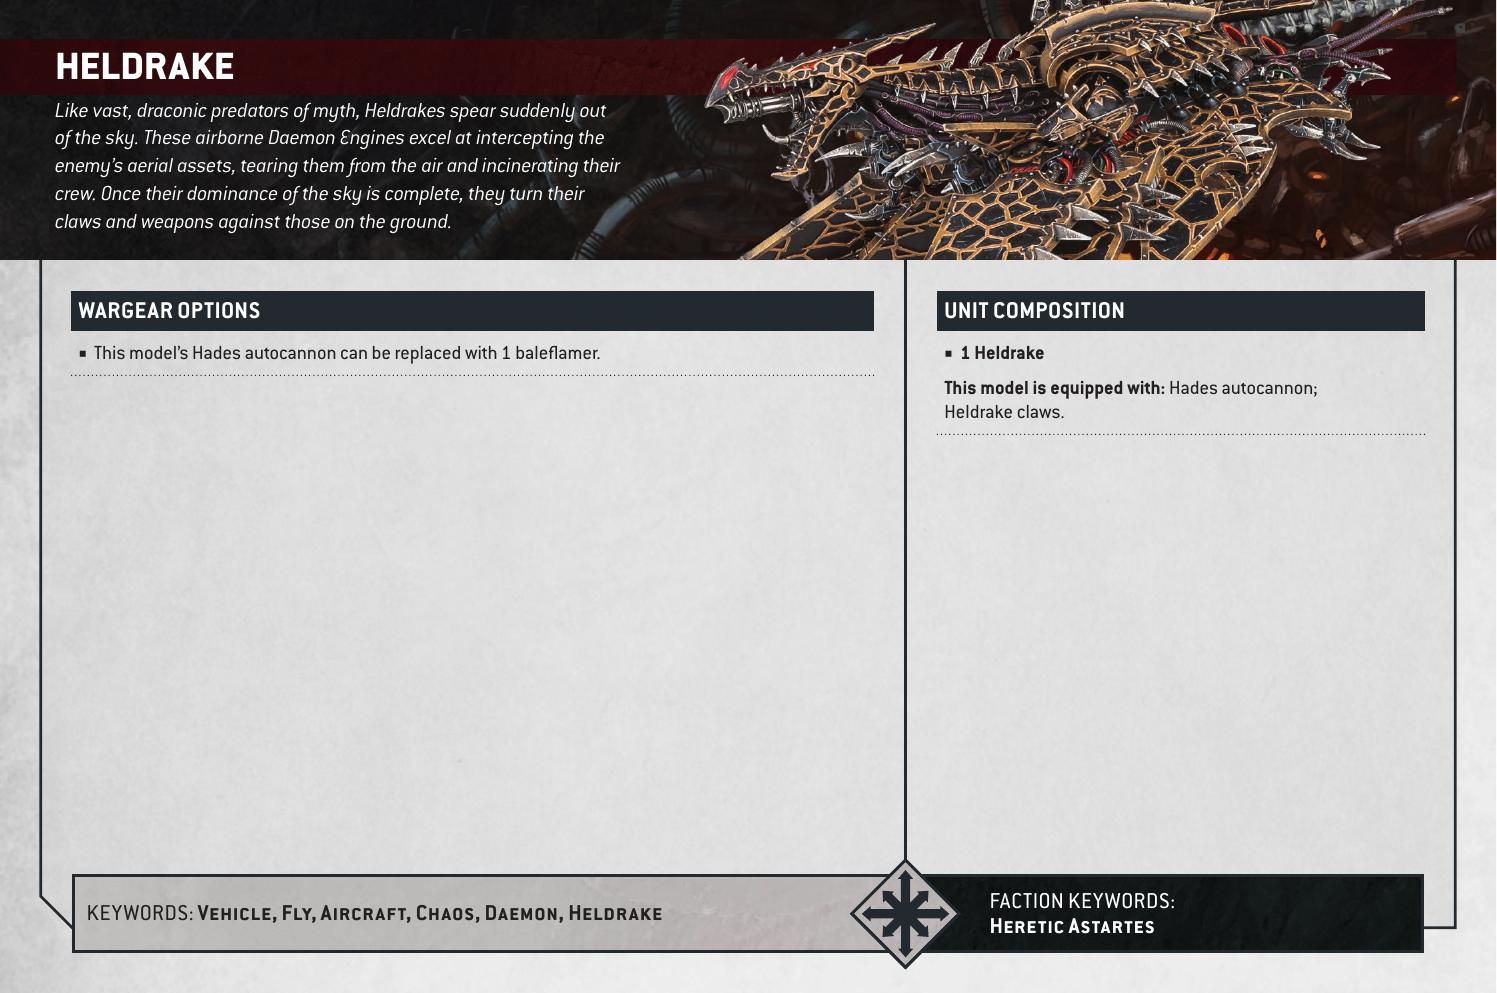 HELDRAKE
Like vast, draconic predators of myth, Heldrakes spear suddenly out
of the sky. These airborne Daemon Engines excel at intercepting the
enemy's aerial assets, tearing them from the air and incinerating their
crew. Once their dominance of the sky is complete, they turn their
claws and weapons against those on the ground.
WARGEAR OPTIONS
▪ This model's Hades autocannon can be replaced with 1 baleflamer.
UNIT COMPOSITION
▪ 1 Heldrake
This model is equipped with: Hades autocannon;
Heldrake claws.
KEYWORDS: Vehicle, Fly, Aircraft, Chaos, Daemon, Heldrake
FACTION KEYWORDS:
Heretic Astartes